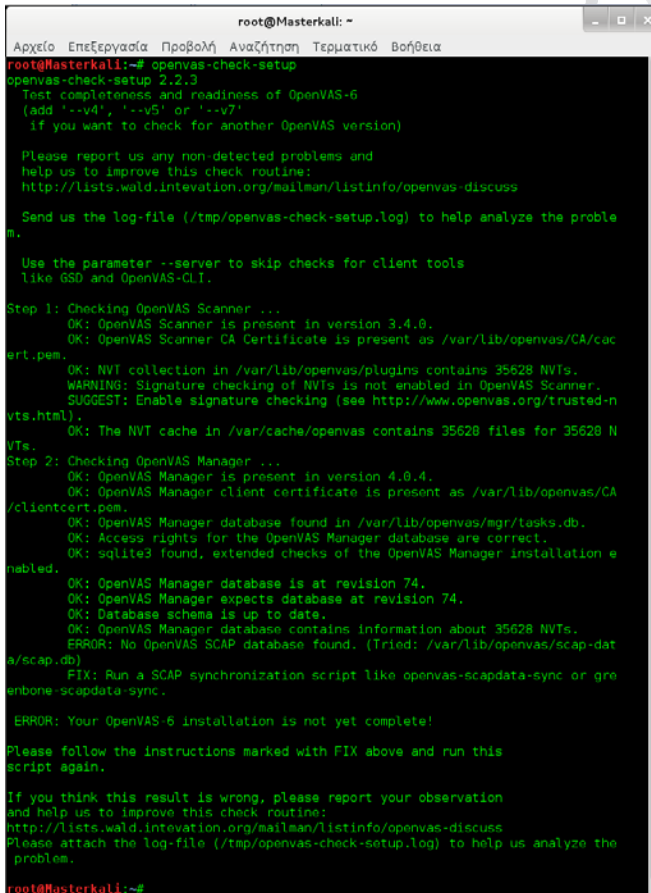 root@Masterkali: ~
Αρχείο Επεξεργασία Προβολή Αναζήτηση Τερματικό Βοήθεια
root@Masterkali:~# openvas-check-setup
openvas-check-setup 2.2.3
  Test completeness and readiness of OpenVAS-6
  (add '--v4', '--v5' or '--v7'
   if you want to check for another OpenVAS version)

  Please report us any non-detected problems and
  help us to improve this check routine:
  http://lists.wald.intevation.org/mailman/listinfo/openvas-discuss

  Send us the log-file (/tmp/openvas-check-setup.log) to help analyze the proble
m.

  Use the parameter --server to skip checks for client tools
  like GSD and OpenVAS-CLI.

Step 1: Checking OpenVAS Scanner ...
        OK: OpenVAS Scanner is present in version 3.4.0.
        OK: OpenVAS Scanner CA Certificate is present as /var/lib/openvas/CA/cac
ert.pem.
        OK: NVT collection in /var/lib/openvas/plugins contains 35628 NVTs.
        WARNING: Signature checking of NVTs is not enabled in OpenVAS Scanner.
        SUGGEST: Enable signature checking (see http://www.openvas.org/trusted-n
vts.html).
        OK: The NVT cache in /var/cache/openvas contains 35628 files for 35628 N
VTs.
Step 2: Checking OpenVAS Manager ...
        OK: OpenVAS Manager is present in version 4.0.4.
        OK: OpenVAS Manager client certificate is present as /var/lib/openvas/CA
/clientcert.pem.
        OK: OpenVAS Manager database found in /var/lib/openvas/mgr/tasks.db.
        OK: Access rights for the OpenVAS Manager database are correct.
        OK: sqlite3 found, extended checks of the OpenVAS Manager installation e
nabled.
        OK: OpenVAS Manager database is at revision 74.
        OK: OpenVAS Manager expects database at revision 74.
        OK: Database schema is up to date.
        OK: OpenVAS Manager database contains information about 35628 NVTs.
        ERROR: No OpenVAS SCAP database found. (Tried: /var/lib/openvas/scap-dat
a/scap.db)
        FIX: Run a SCAP synchronization script like openvas-scapdata-sync or gre
enbone-scapdata-sync.

 ERROR: Your OpenVAS-6 installation is not yet complete!

Please follow the instructions marked with FIX above and run this
script again.

If you think this result is wrong, please report your observation
and help us to improve this check routine:
http://lists.wald.intevation.org/mailman/listinfo/openvas-discuss
Please attach the log-file (/tmp/openvas-check-setup.log) to help us analyze the
 problem.

root@Masterkali:~#